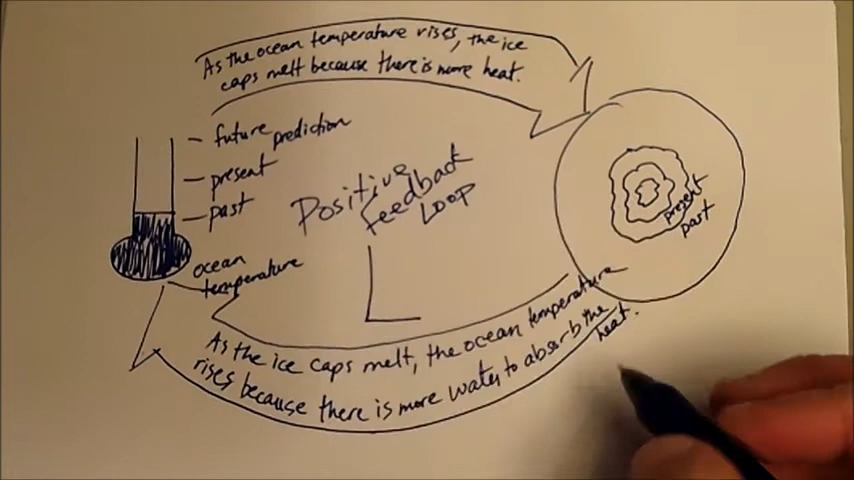 As the ocean temperature rises, the ice
caps melt because there is more heat.
future prediction
present
past
ocean
temperature
Positive
feedback
Loop
present
past
As the ice caps melt, the ocean temperature
rises because there is more water to absorb the
heat.